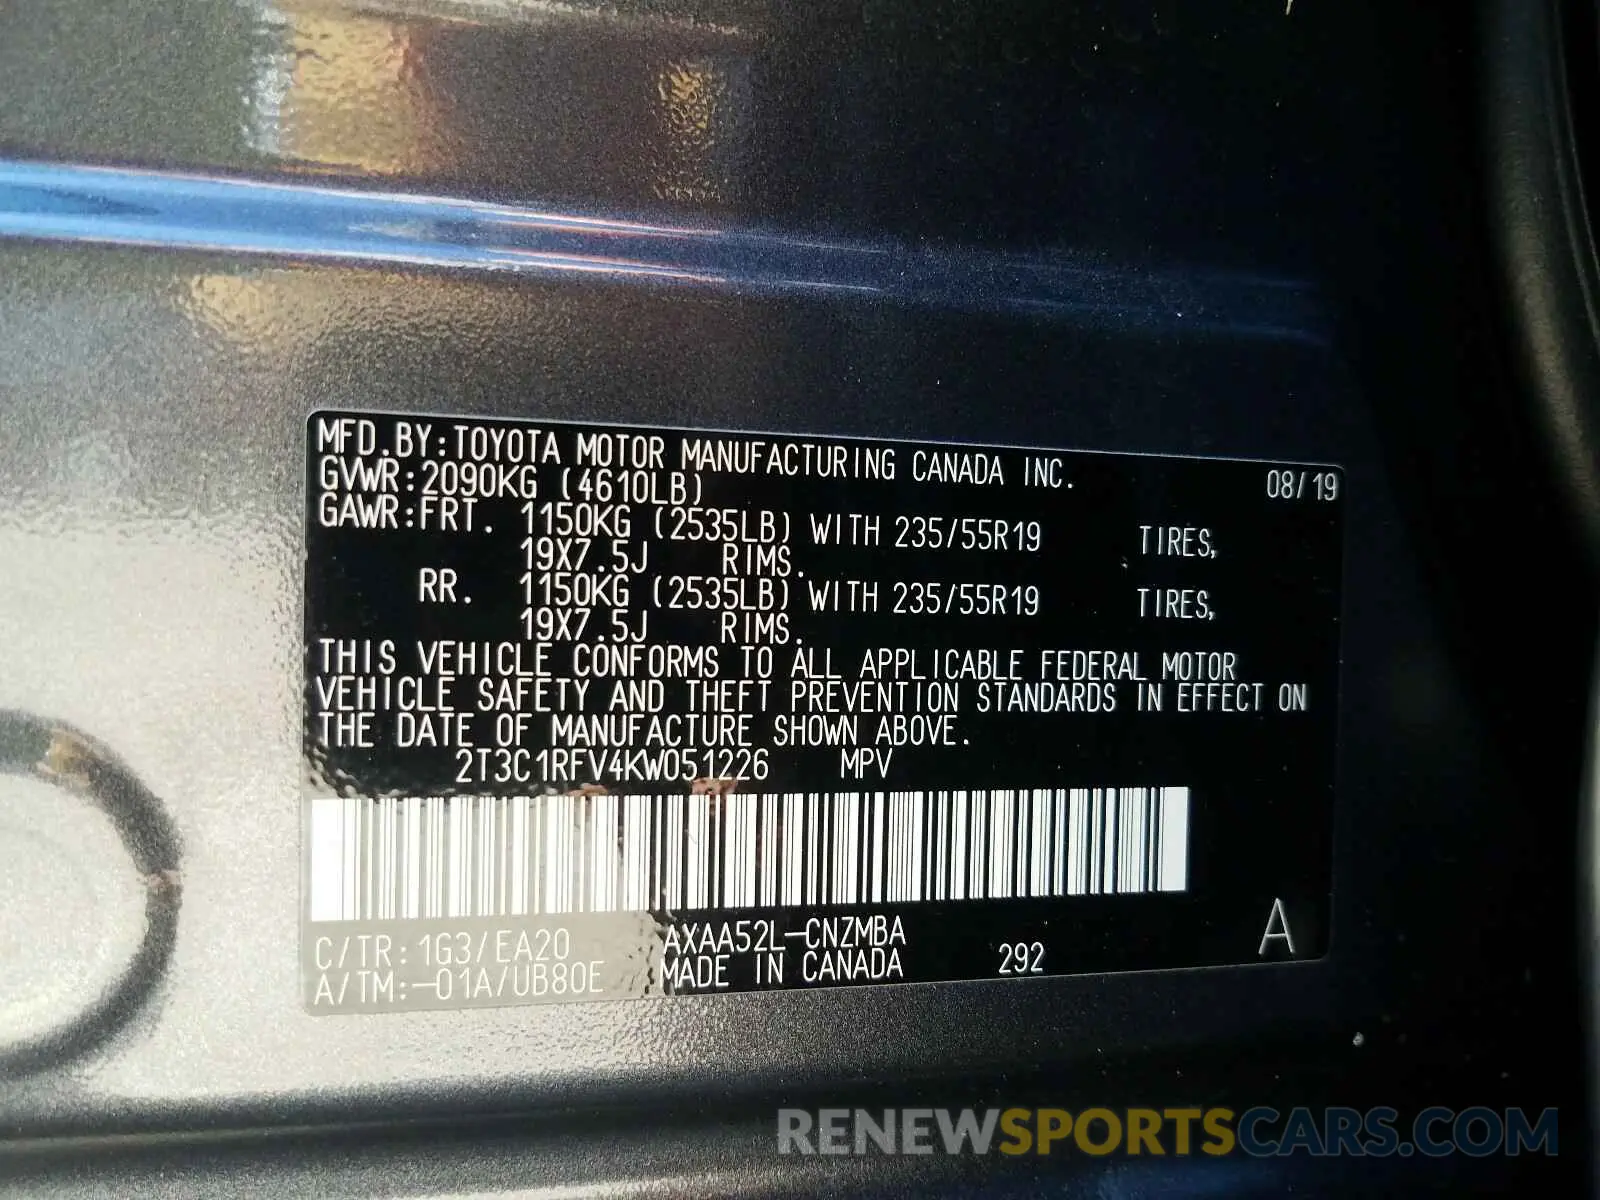 MFD.BY:TOYOTA MOTOR MANUFACTURING CANADA INC. 08/19
GVWR:2090KG (4610LB)
GAWR:FRT. 1150KG (2535LB) WITH 235/55R19 TIRES,
19X7.5J RIMS.
RR. 1150KG (2535LB) WITH 235/55R19 TIRES,
19X7.5J RIMS.
THIS VEHICLE CONFORMS TO ALL APPLICABLE FEDERAL MOTOR
VEHICLE SAFETY AND THEFT PREVENTION STANDARDS IN EFFECT ON
THE DATE OF MANUFACTURE SHOWN ABOVE.
2T3C1RFV4KW051226 MPV
C/TR:1G3/EA20 AXAA52L-CNZMBA
A/TM:-01A/UB80E MADE IN CANADA 292 A
RENEWSPORTSCARS.COM